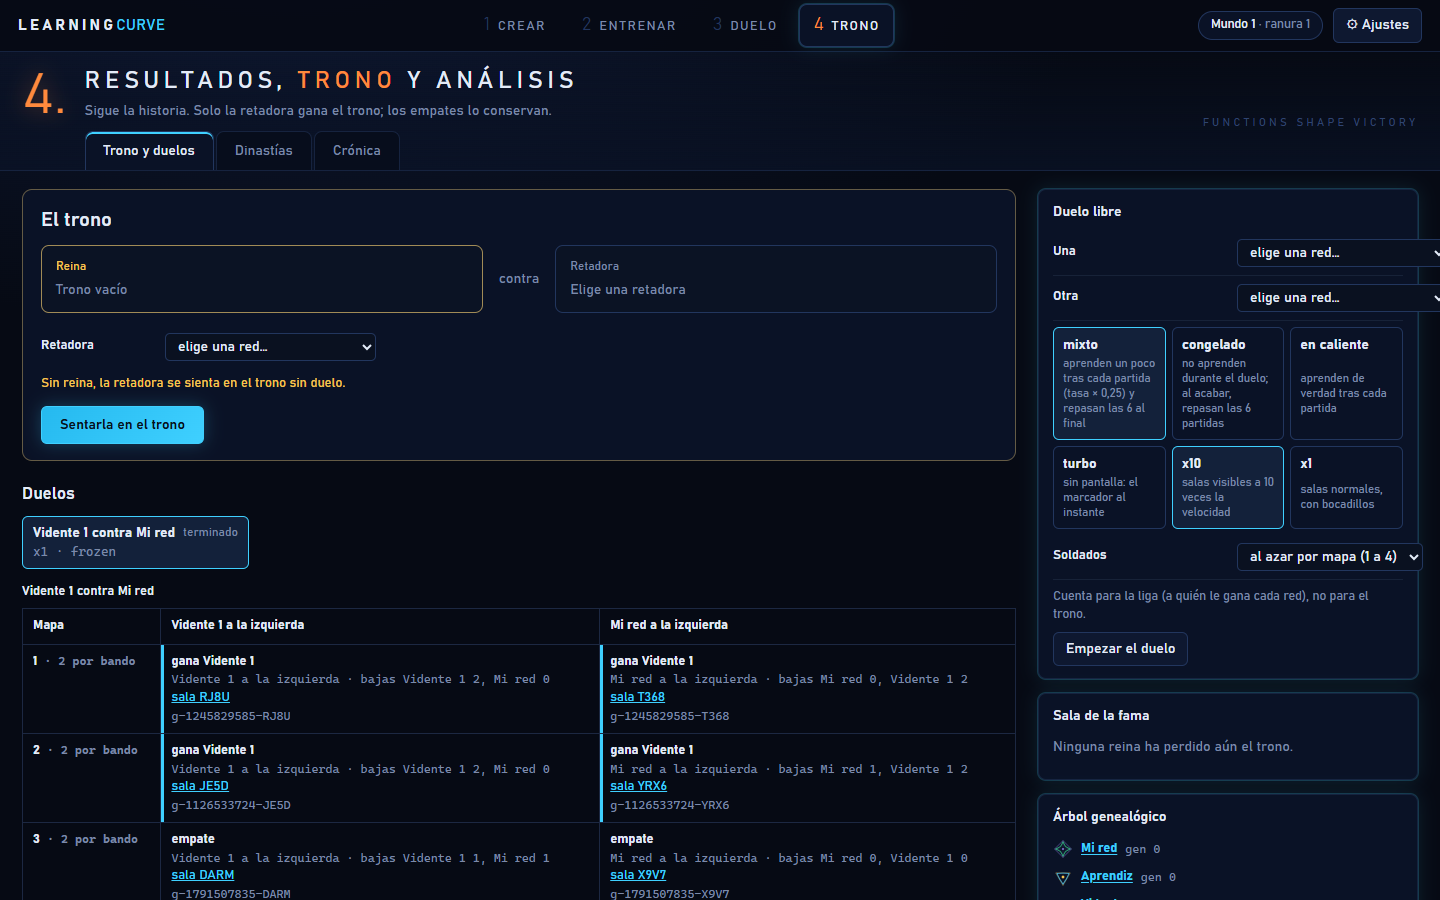 LEARNINGCURVE
1 CREAR
2 ENTRENAR
3 DUELO
4 TRONO
Mundo 1 · ranura 1
⚙ Ajustes
4.
RESULTADOS, TRONO Y ANÁLISIS
Sigue la historia. Solo la retadora gana el trono; los empates lo conservan.
FUNCTIONS SHAPE VICTORY
Trono y duelos
Dinastías
Crónica
El trono
Reina
Trono vacío
contra
Retadora
Elige una retadora
Retadora
elige una red...
Sin reina, la retadora se sienta en el trono sin duelo.
Sentarla en el trono
Duelos
Vidente 1 contra Mi red terminado
x1 · frozen
Vidente 1 contra Mi red
Mapa
Vidente 1 a la izquierda
Mi red a la izquierda
1 · 2 por bando
gana Vidente 1
Vidente 1 a la izquierda · bajas Vidente 1 2, Mi red 0
sala RJ8U
g-1245829585-RJ8U
gana Vidente 1
Mi red a la izquierda · bajas Mi red 0, Vidente 1 2
sala T368
g-1245829585-T368
2 · 2 por bando
gana Vidente 1
Vidente 1 a la izquierda · bajas Vidente 1 2, Mi red 0
sala JE5D
g-1126533724-JE5D
gana Vidente 1
Mi red a la izquierda · bajas Mi red 1, Vidente 1 2
sala YRX6
g-1126533724-YRX6
3 · 2 por bando
empate
Vidente 1 a la izquierda · bajas Vidente 1 1, Mi red 1
sala DARM
g-1791507835-DARM
empate
Mi red a la izquierda · bajas Mi red 0, Vidente 1 0
sala X9V7
g-1791507835-X9V7
Duelo libre
Una
elige una red...
Otra
elige una red...
mixto
aprenden un poco
tras cada partida
(tasa × 0,25) y
repasan las 6 al
final
congelado
no aprenden
durante el duelo;
al acabar,
repasan las 6
partidas
en caliente
aprenden de
verdad tras cada
partida
turbo
sin pantalla: el
marcador al
instante
x10
salas visibles a 10
veces la
velocidad
x1
salas normales,
con bocadillos
Soldados
al azar por mapa (1 a 4)
Cuenta para la liga (a quién le gana cada red), no para el
trono.
Empezar el duelo
Sala de la fama
Ninguna reina ha perdido aún el trono.
Árbol genealógico
Mi red gen 0
Aprendiz gen 0